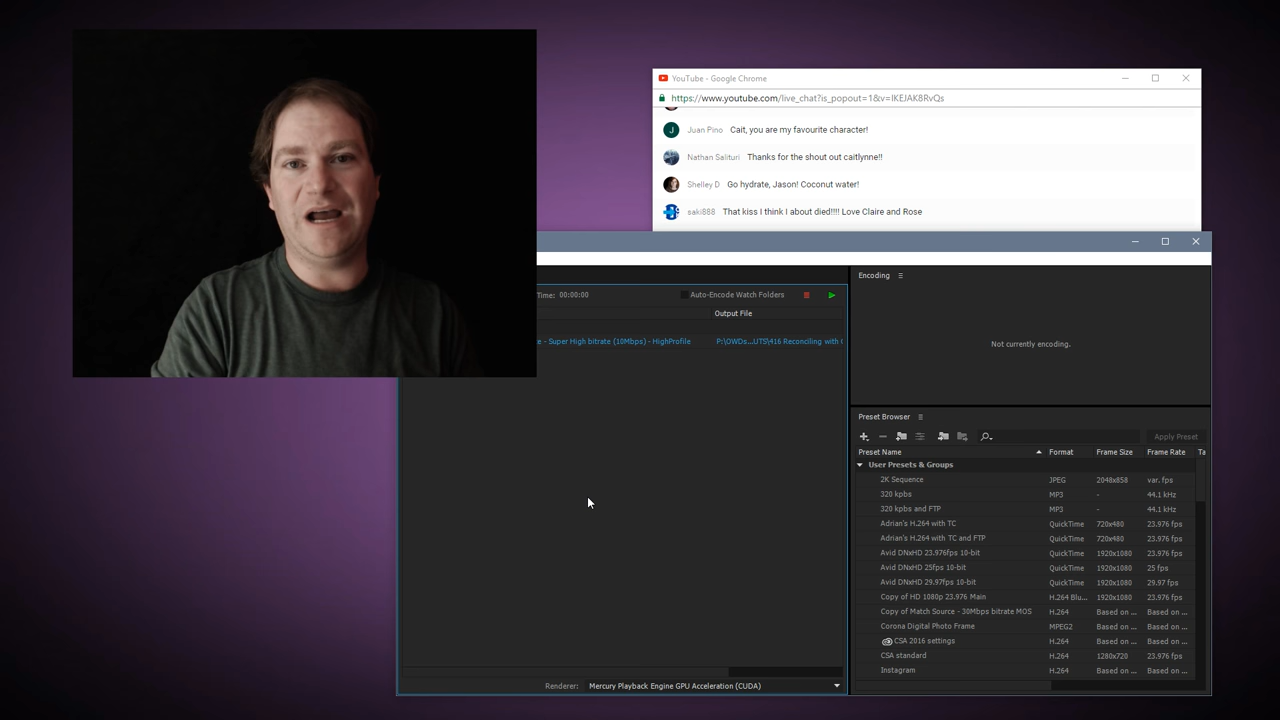 YouTube - Google Chrome
https://www.youtube.com/live_chat?is_popout=1&v=IKEJAK8RvQs
J Juan Pino Cait, you are my favourite character!
Nathan Salituri Thanks for the shout out caitlynne!!
Shelley D Go hydrate, Jason! Coconut water!
saki888 That kiss I think I about died!!!! Love Claire and Rose
Time: 00:00:00 Auto-Encode Watch Folders
Output File
e - Super High bitrate (10Mbps) - HighProfile P:\OWDs...UTS\416 Reconciling with
Renderer: Mercury Playback Engine GPU Acceleration (CUDA)
Encoding
Not currently encoding.
Preset Browser
Apply Preset
Preset Name Format Frame Size Frame Rate Ta
User Presets & Groups
2K Sequence JPEG 2048x858 var. fps
320 kpbs MP3 - 44.1 kHz
320 kpbs and FTP MP3 - 44.1 kHz
Adrian's H.264 with TC QuickTime 720x480 23.976 fps
Adrian's H.264 with TC and FTP QuickTime 720x480 23.976 fps
Avid DNxHD 23.976fps 10-bit QuickTime 1920x1080 23.976 fps
Avid DNxHD 25fps 10-bit QuickTime 1920x1080 25 fps
Avid DNxHD 29.97fps 10-bit QuickTime 1920x1080 29.97 fps
Copy of HD 1080p 23.976 Main H.264 Blu... 1920x1080 23.976 fps
Copy of Match Source - 30Mbps bitrate MOS H.264 Based on ... Based on ...
Corona Digital Photo Frame MPEG2 Based on ... Based on ...
CSA 2016 settings H.264 Based on ... Based on ...
CSA standard H.264 1280x720 23.976 fps
Instagram H.264 Based on ... Based on ...